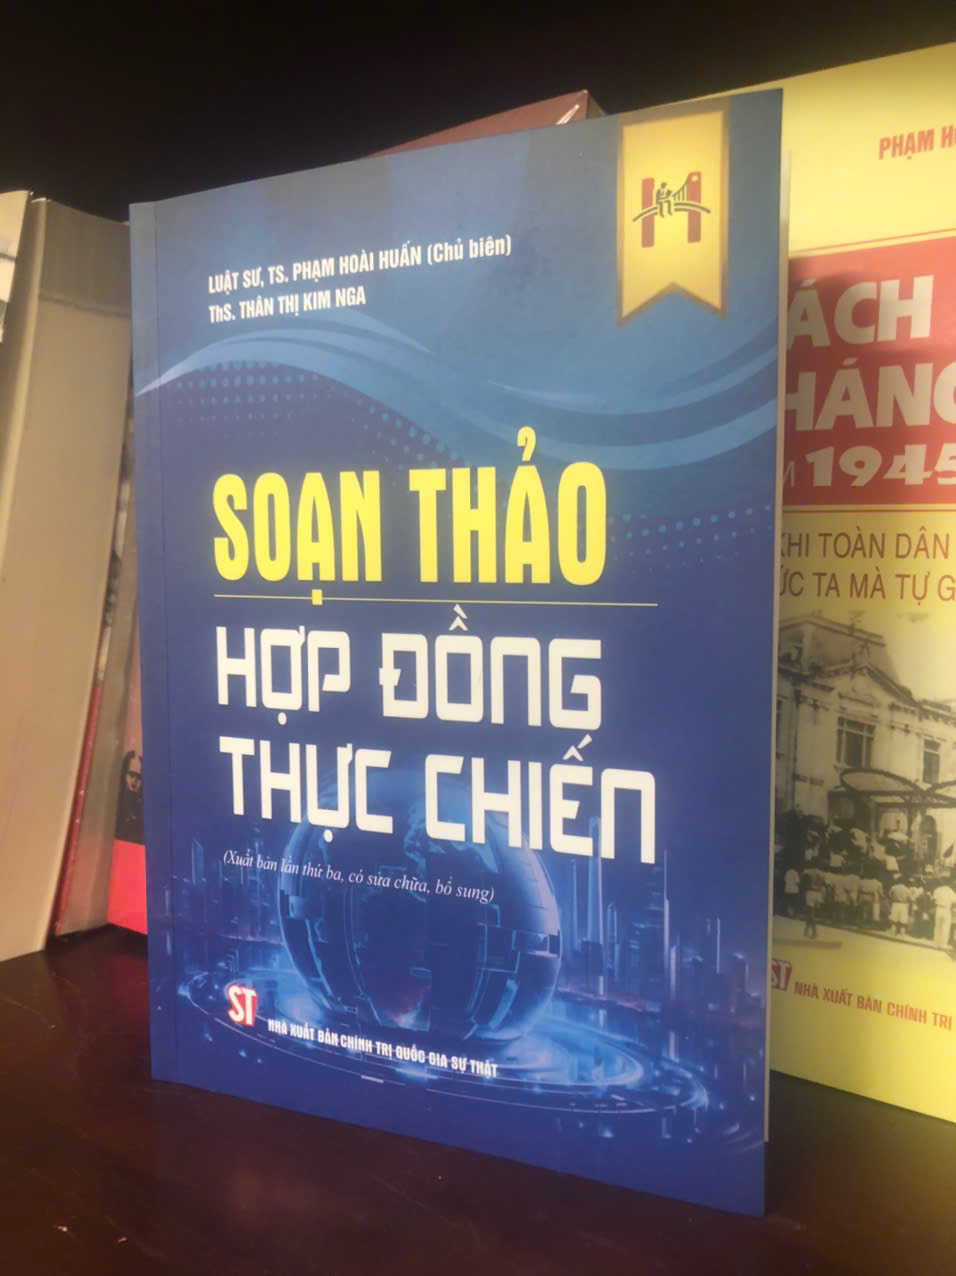 LUẬT SƯ, TS. PHẠM HOÀI HUẤN (Chủ biên)
ThS. THÂN THỊ KIM NGA
SOẠN THẢO
HỢP ĐỒNG
THỰC CHIẾN
(Xuất bản lần thứ ba, có sửa chữa, bổ sung)
ST
NHÀ XUẤT BẢN CHÍNH TRỊ QUỐC GIA SỰ THẬT
PHẠM
ÁCH
HÁNG
1945
KHI TOÀN DÂN
ỨC TA MÀ TỰ G
ST
NHÀ XUẤT BẢN CHÍNH TRỊ